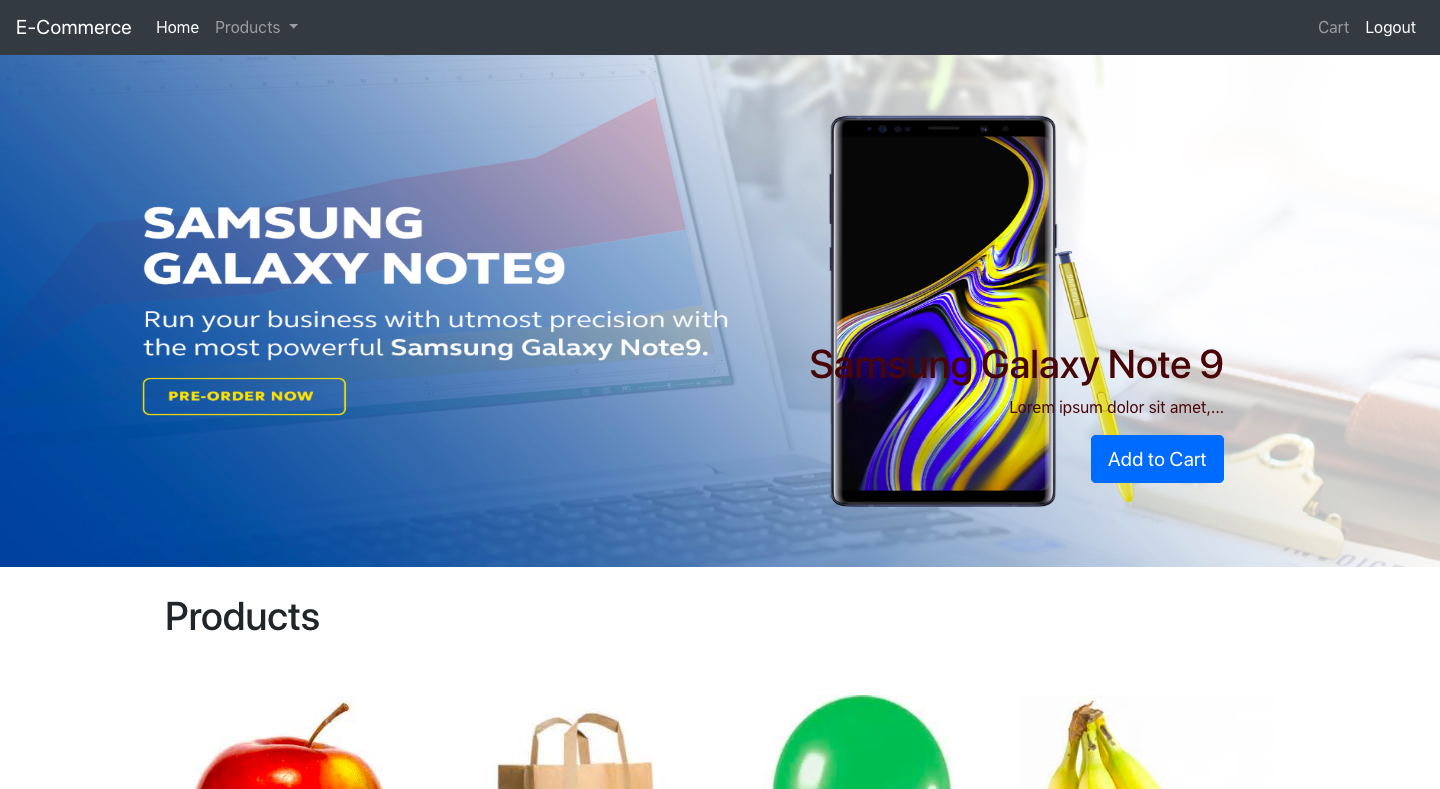 E-Commerce Home Products Cart Logout
SAMSUNG
GALAXY NOTE9
Run your business with utmost precision with
the most powerful Samsung Galaxy Note9.
PRE-ORDER NOW
Samsung Galaxy Note 9
Lorem ipsum dolor sit amet,...
Add to Cart
Products